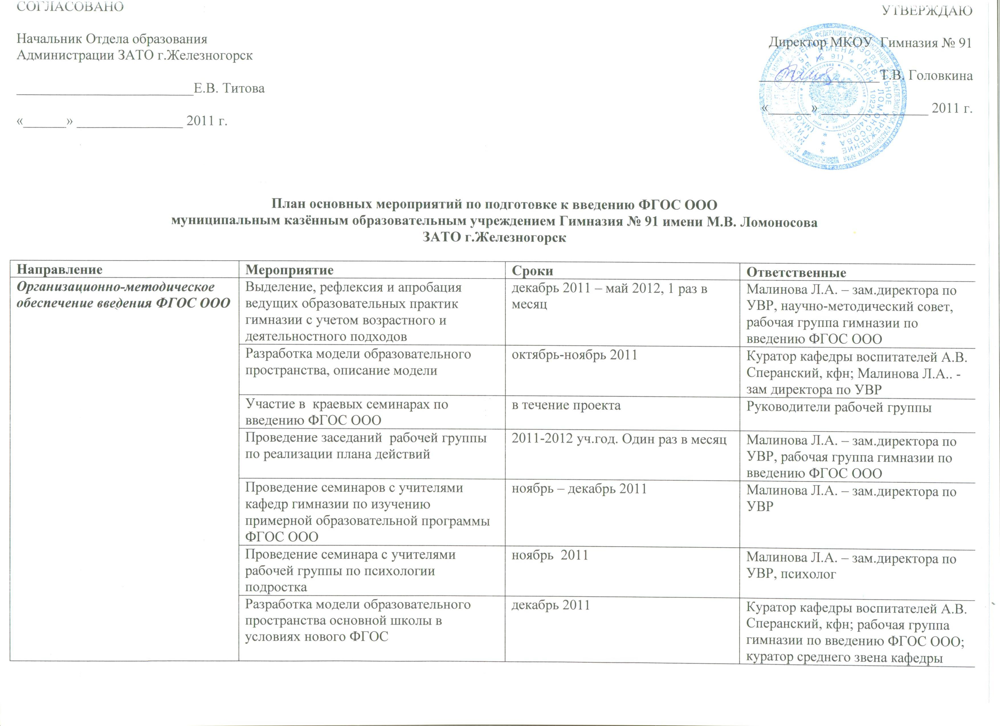 СОГЛАСОВАНО
Начальник Отдела образования
Администрации ЗАТО г.Железногорск
_________________________Е.В. Титова
«______» _______________ 2011 г.
УТВЕРЖДАЮ
Директор МКОУ Гимназия № 91
_________________Т.В. Головкина
«______» _______________ 2011 г.
План основных мероприятий по подготовке к введению ФГОС ООО
муниципальным казённым образовательным учреждением Гимназия № 91 имени М.В. Ломоносова
ЗАТО г.Железногорск
Направление
Мероприятие
Сроки
Ответственные
Организационно-методическое
обеспечение введения ФГОС ООО
Выделение, рефлексия и апробация
ведущих образовательных практик
гимназии с учетом возрастного и
деятельностного подходов
декабрь 2011 – май 2012, 1 раз в
месяц
Малинова Л.А. – зам.директора по
УВР, научно-методический совет,
рабочая группа гимназии по
введению ФГОС ООО
Разработка модели образовательного
пространства, описание модели
октябрь-ноябрь 2011
Куратор кафедры воспитателей А.В.
Сперанский, кфн; Малинова Л.А.. -
зам директора по УВР
Участие в краевых семинарах по
введению ФГОС ООО
в течение проекта
Руководители рабочей группы
Проведение заседаний рабочей группы
по реализации плана действий
2011-2012 уч.год. Один раз в месяц
Малинова Л.А. – зам.директора по
УВР, рабочая группа гимназии по
введению ФГОС ООО
Проведение семинаров с учителями
кафедр гимназии по изучению
примерной образовательной программы
ФГОС ООО
ноябрь – декабрь 2011
Малинова Л.А. – зам.директора по
УВР
Проведение семинара с учителями
рабочей группы по психологии
подростка
ноябрь 2011
Малинова Л.А. – зам.директора по
УВР, психолог
Разработка модели образовательного
пространства основной школы в
условиях нового ФГОС
декабрь 2011
Куратор кафедры воспитателей А.В.
Сперанский, кфн; рабочая группа
гимназии по введению ФГОС ООО;
куратор среднего звена кафедры